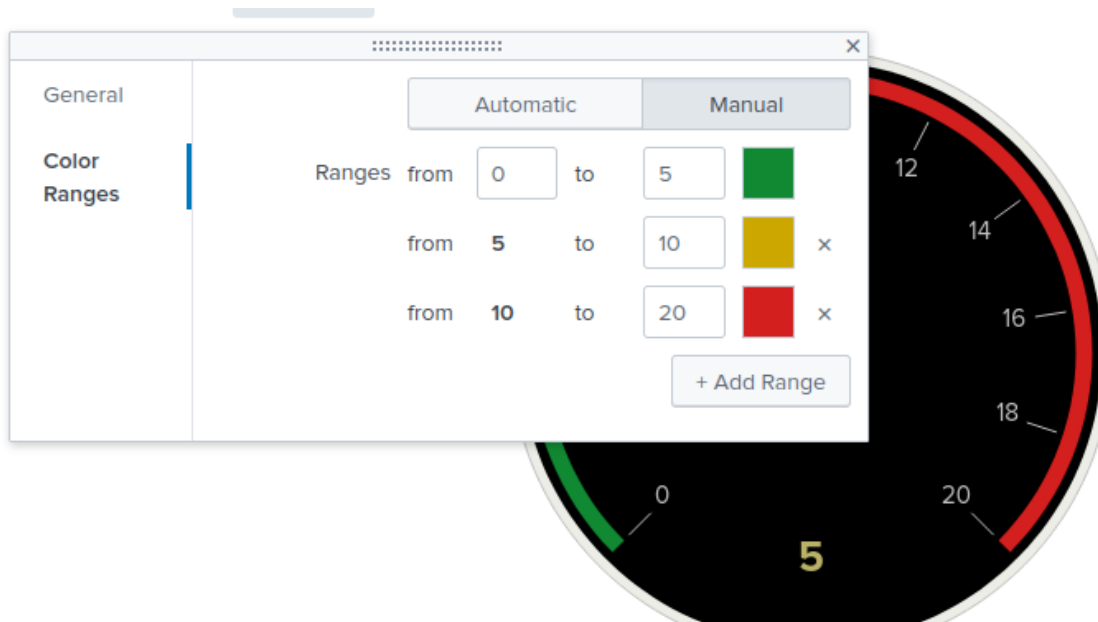 ×
General
Color
Ranges
Automatic Manual
Ranges from 0 to 5
from 5 to 10 ×
from 10 to 20 ×
+ Add Range
12
14
16
18
0 20
5